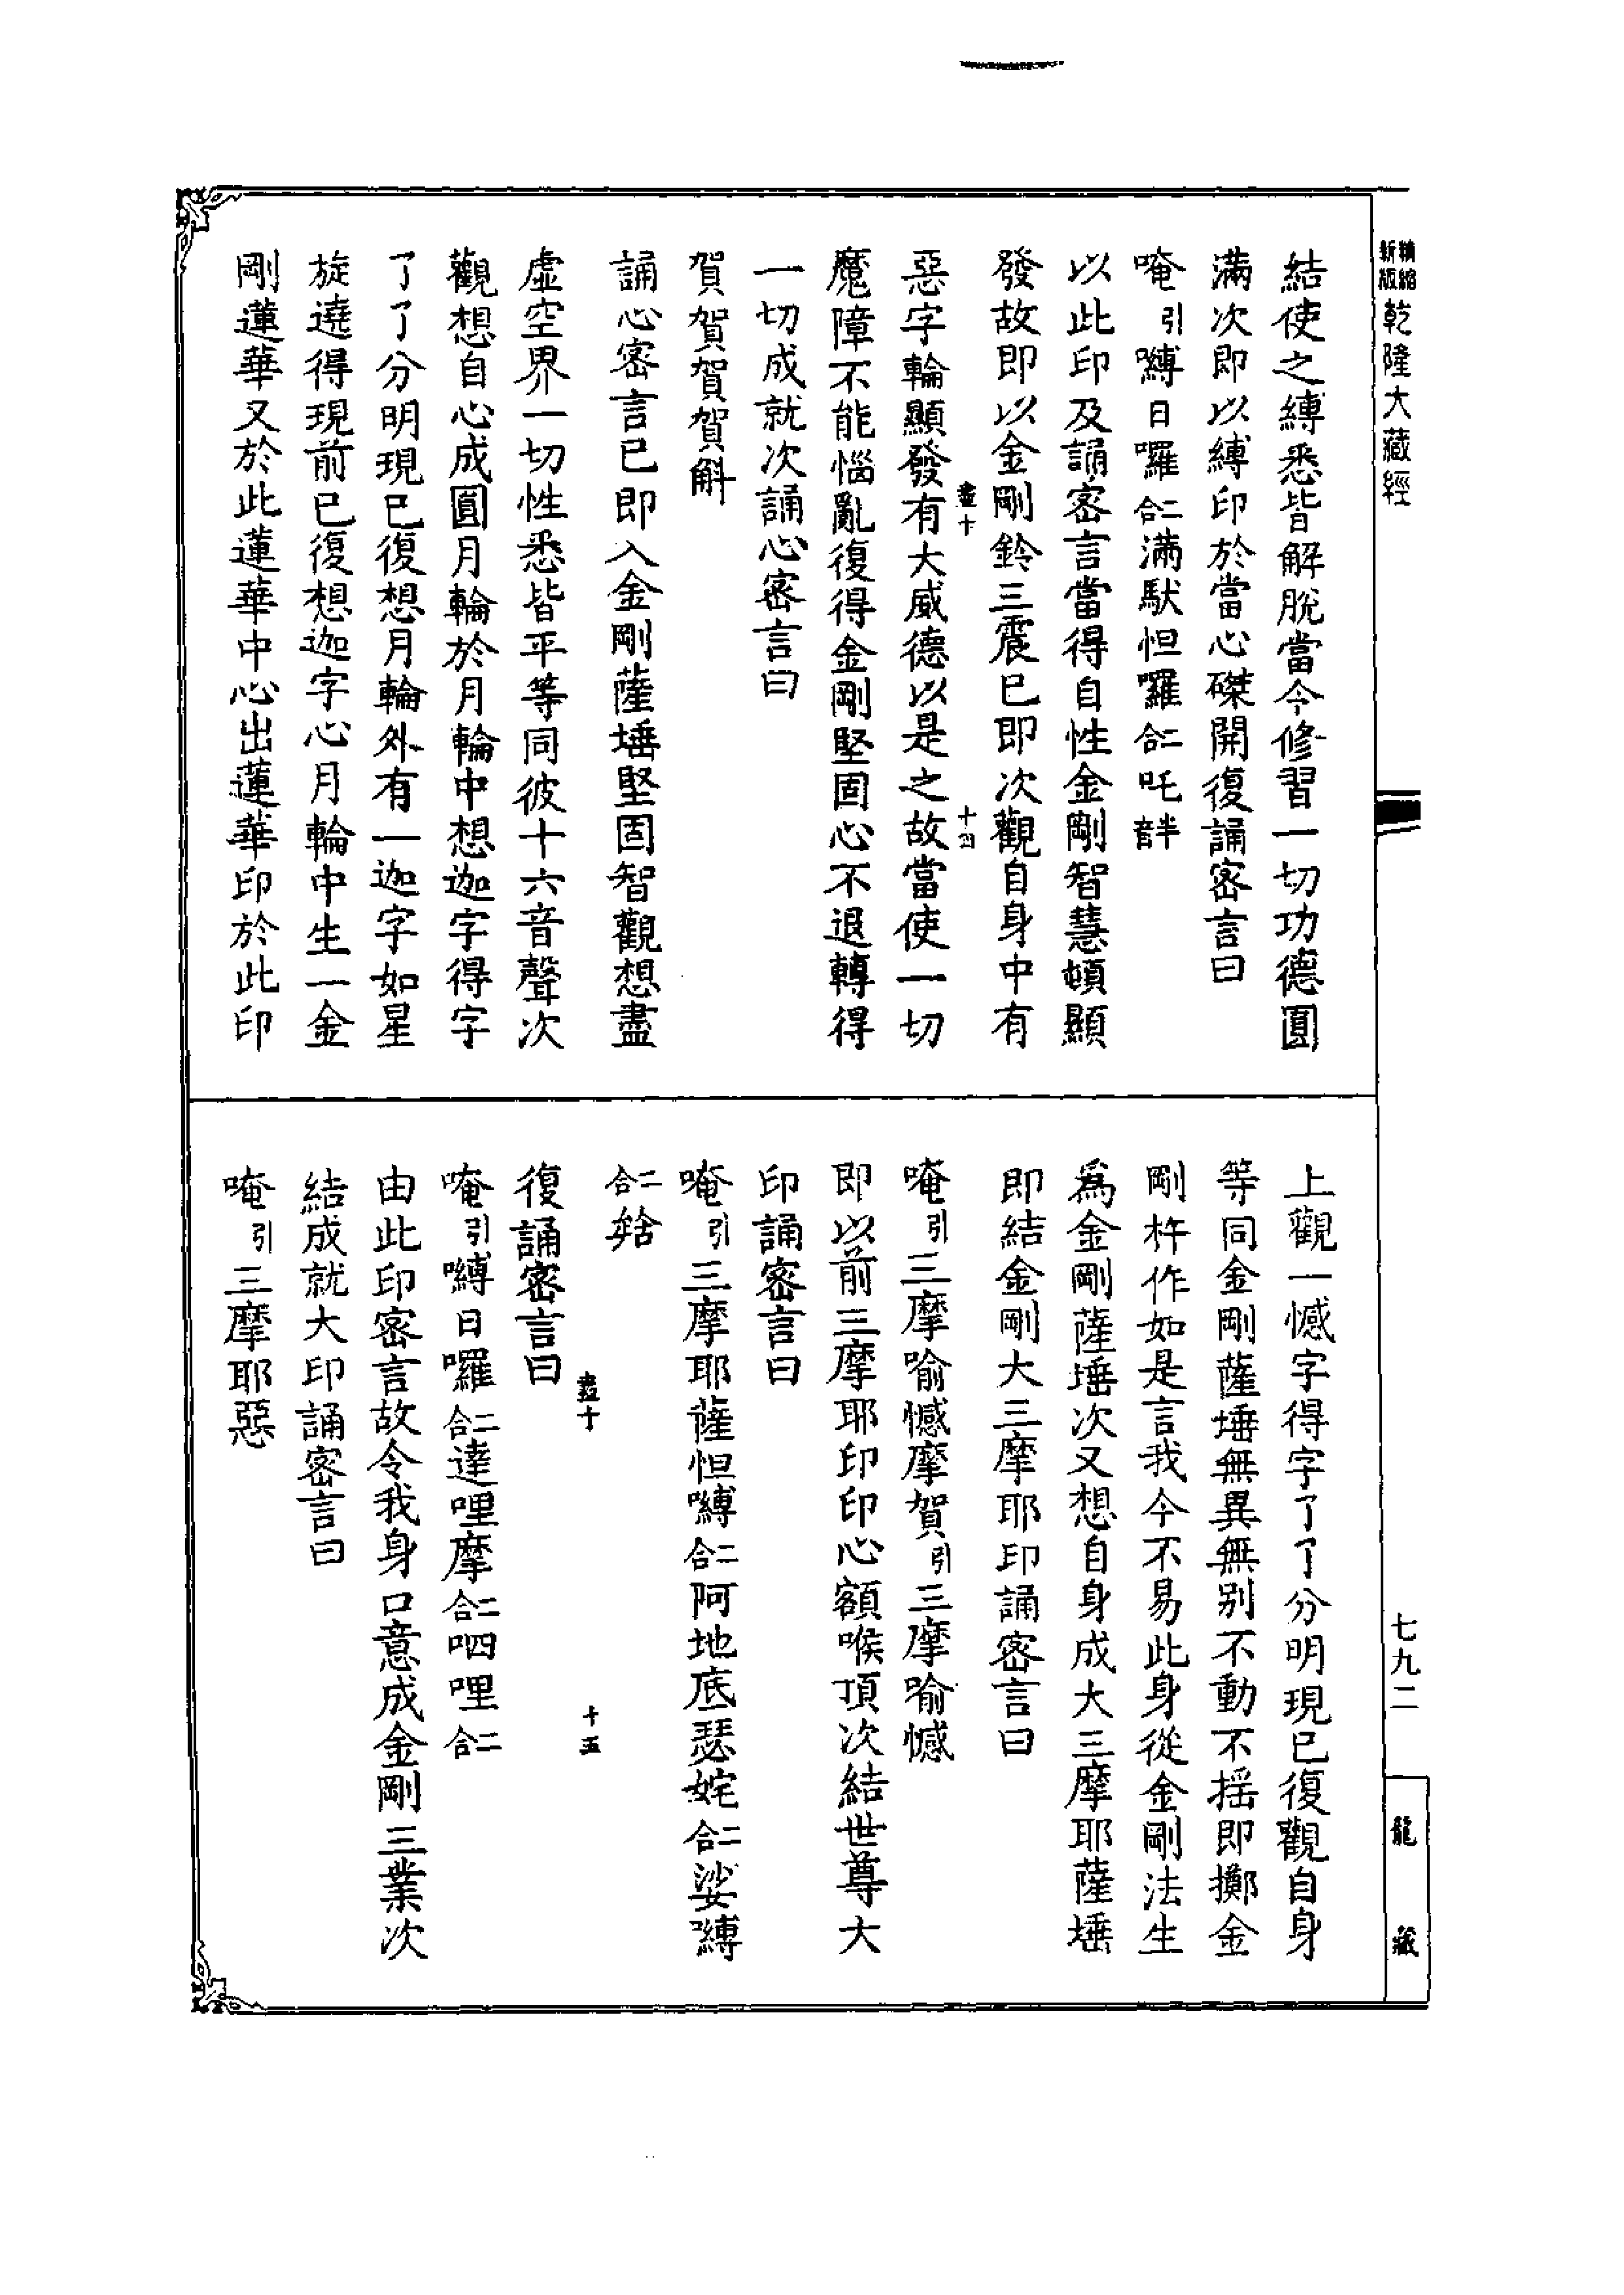 精縮新版乾隆大藏經
七九二
龍藏
結使之縛悉皆解脫當令修習一切功德圓
滿次即以縛印於當心磔開復誦密言曰
唵引嚩日囉二合滿馱怛囉二合吒半音
以此印及誦密言當得自性金剛智慧頓顯
發故即以金剛鈴三震已即次觀自身中有
盡十 十四
惡字輪顯發有大威德以是之故當使一切
魔障不能惱亂復得金剛堅固心不退轉得
一切成就次誦心密言曰
賀賀賀賀斛
誦心密言已即入金剛薩埵堅固智觀想盡
虛空界一切性悉皆平等同彼十六音聲次
觀想自心成圓月輪於月輪中想迦字得字
了了分明現已復想月輪外有一迦字如星
旋遶得現前已復想迦字心月輪中生一金
剛蓮華又於此蓮華中心出蓮華印於此印
上觀一憾字得字了了分明現已復觀自身
等同金剛薩埵無異無別不動不搖即擲金
剛杵作如是言我今不易此身從金剛法生
爲金剛薩埵次又想自身成大三摩耶薩埵
即結金剛大三摩耶印誦密言曰
唵引三摩喻憾摩賀引三摩喻憾
即以前三摩耶印印心額喉頂次結世尊大
印誦密言曰
唵引三摩耶薩怛嚩二合阿地底瑟姹二合娑嚩
二合𤚥
盡十 十五
復誦密言曰
唵引嚩日囉二合達哩摩二合呬哩二合
由此印密言故令我身口意成金剛三業次
結成就大印誦密言曰
唵引三摩耶惡